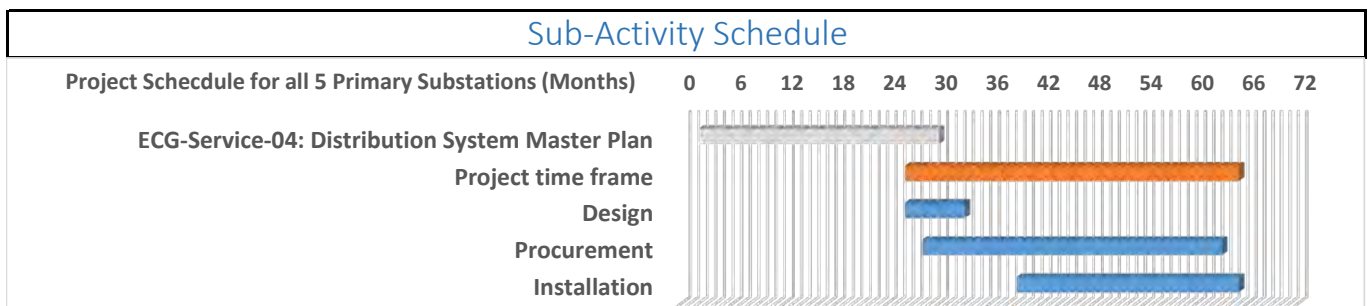 Sub-Activity Schedule
Project Schecdule for all 5 Primary Substations (Months) 0 6 12 18 24 30 36 42 48 54 60 66 72
ECG-Service-04: Distribution System Master Plan
Project time frame
Design
Procurement
Installation